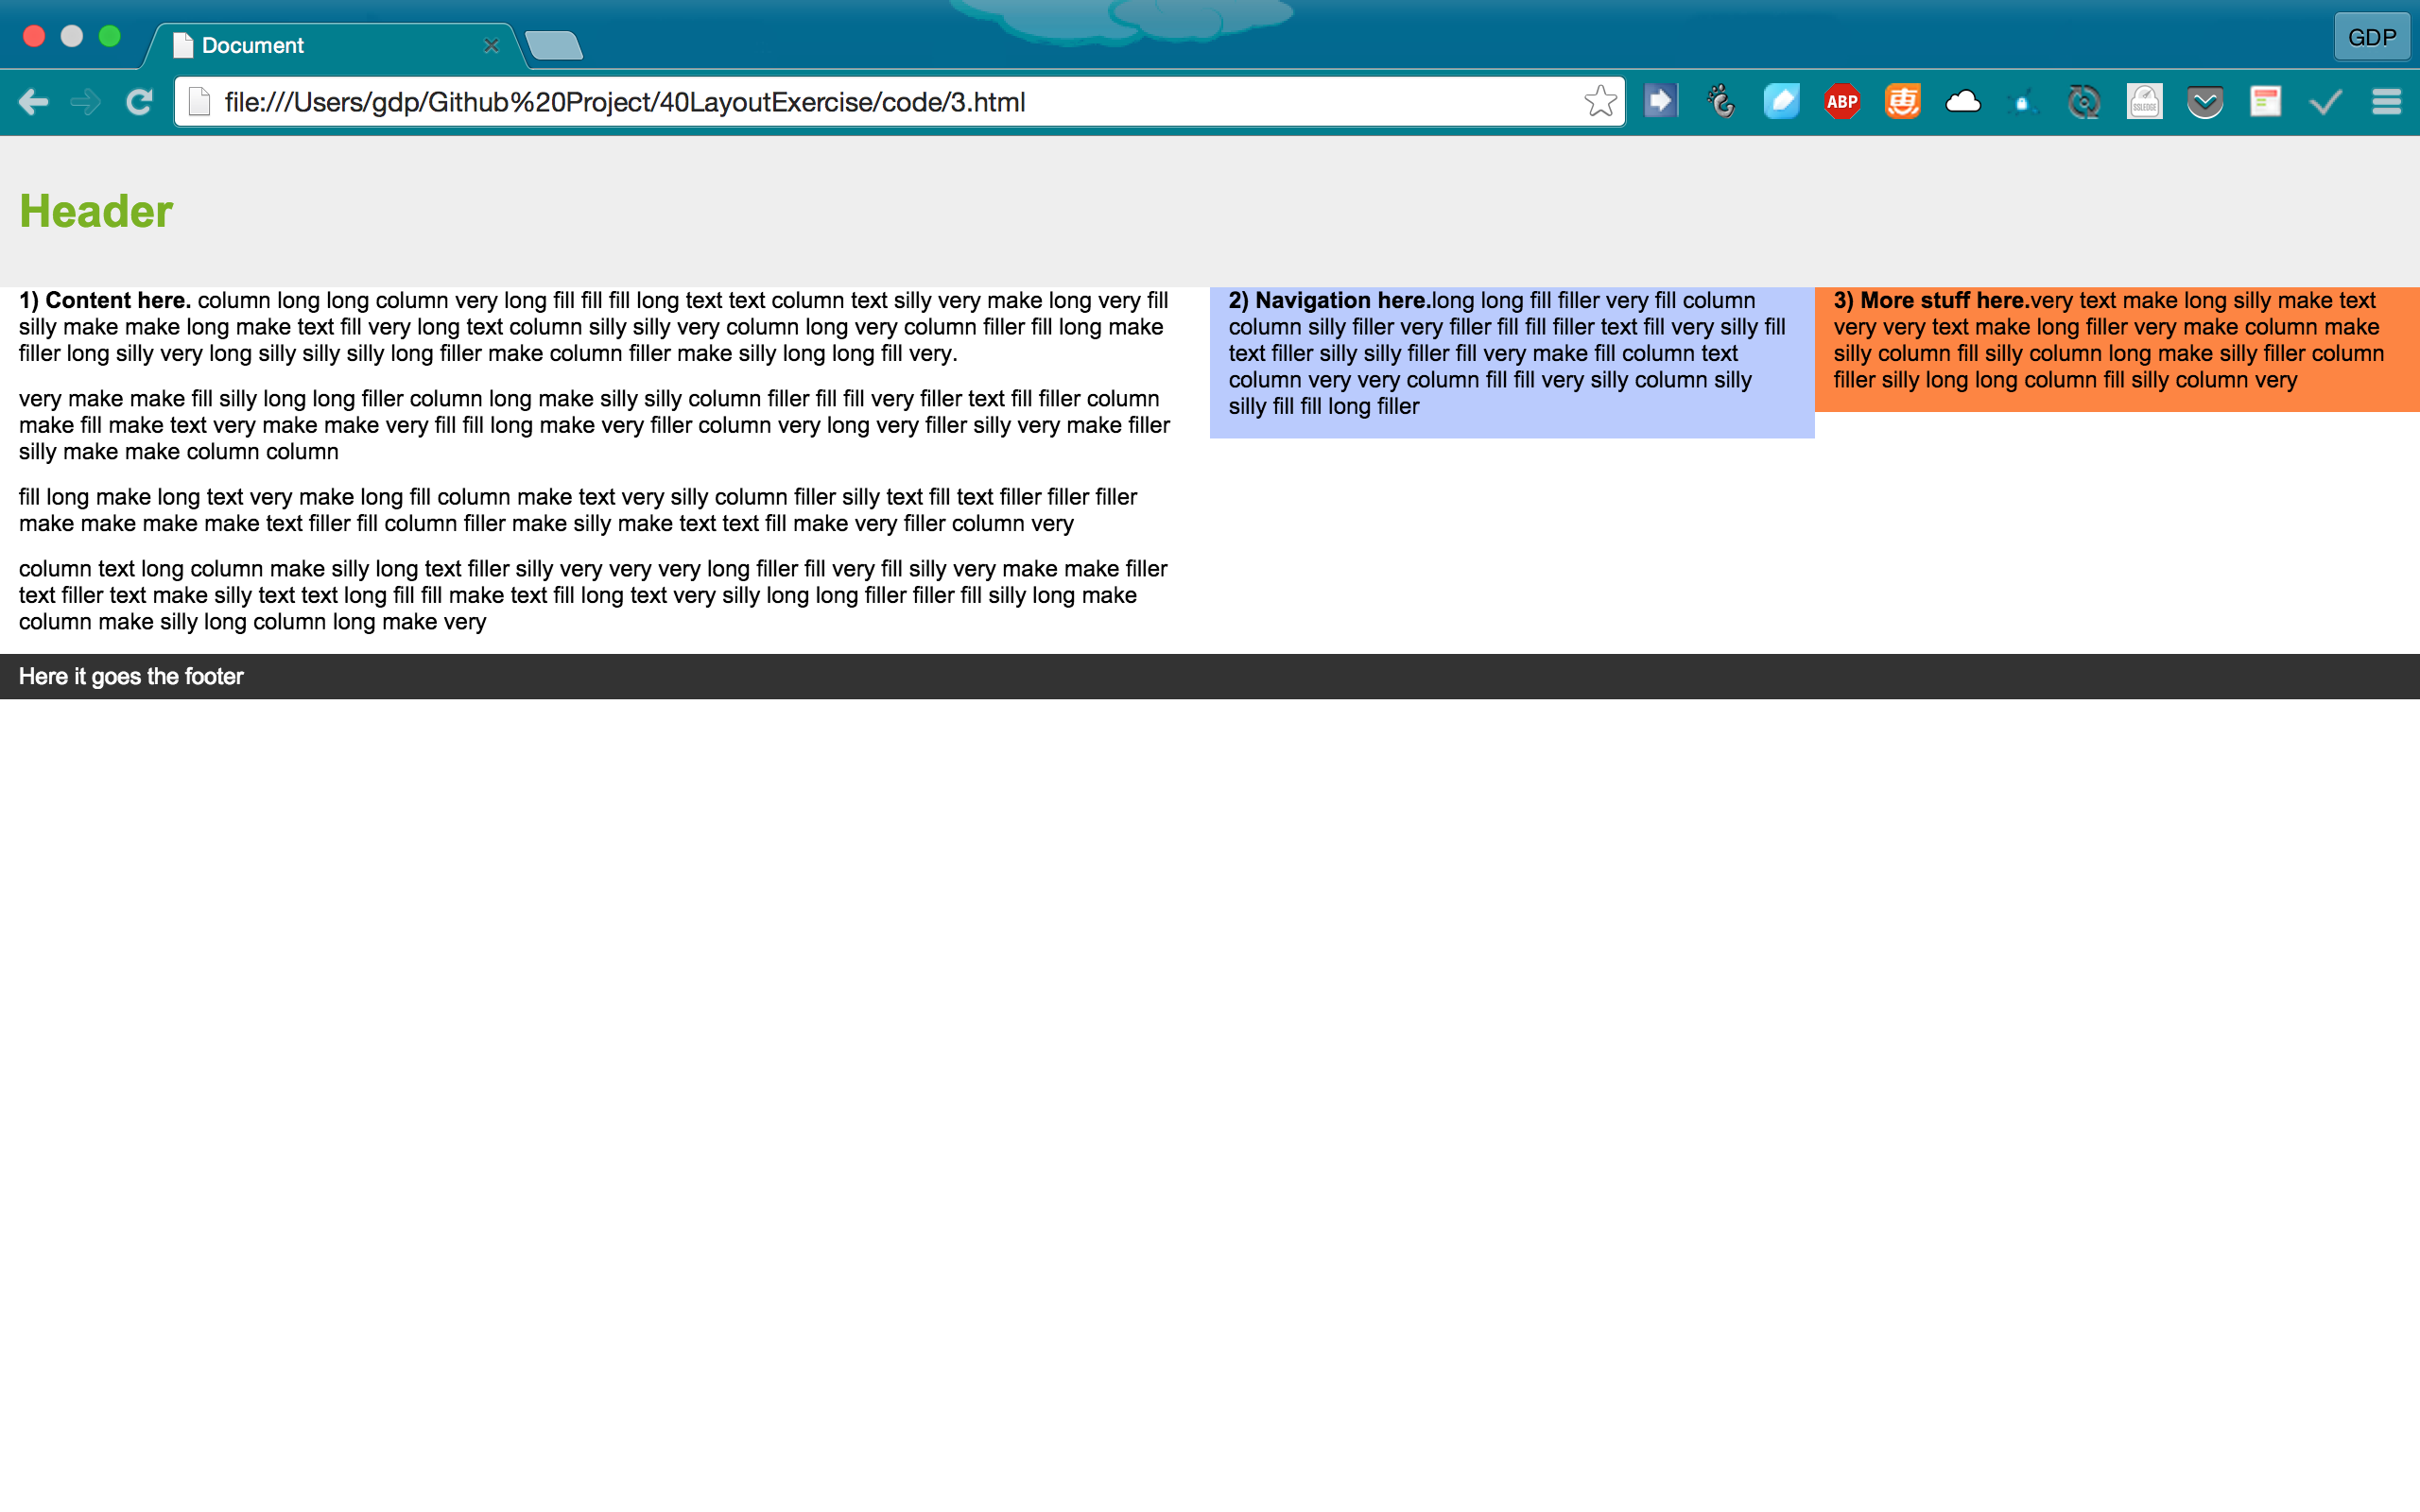 Document
GDP
file:///Users/gdp/Github%20Project/40LayoutExercise/code/3.html
ABP
惠
Header
1) Content here. column long long column very long fill fill fill long text text column text silly very make long very fill
silly make make long make text fill very long text column silly silly very column long very column filler fill long make
filler long silly very long silly silly silly long filler make column filler make silly long long fill very.
very make make fill silly long long filler column long make silly silly column filler fill fill very filler text fill filler column
make fill make text very make make very fill fill long make very filler column very long very filler silly very make filler
silly make make column column
fill long make long text very make long fill column make text very silly column filler silly text fill text filler filler filler
make make make make text filler fill column filler make silly make text text fill make very filler column very
column text long column make silly long text filler silly very very very long filler fill very fill silly very make make filler
text filler text make silly text text long fill fill make text fill long text very silly long long filler filler fill silly long make
column make silly long column long make very
2) Navigation here.long long fill filler very fill column
column silly filler very filler fill fill filler text fill very silly fill
text filler silly silly filler fill very make fill column text
column very very column fill fill very silly column silly
silly fill fill long filler
3) More stuff here.very text make long silly make text
very very text make long filler very make column make
silly column fill silly column long make silly filler column
filler silly long long column fill silly column very
Here it goes the footer